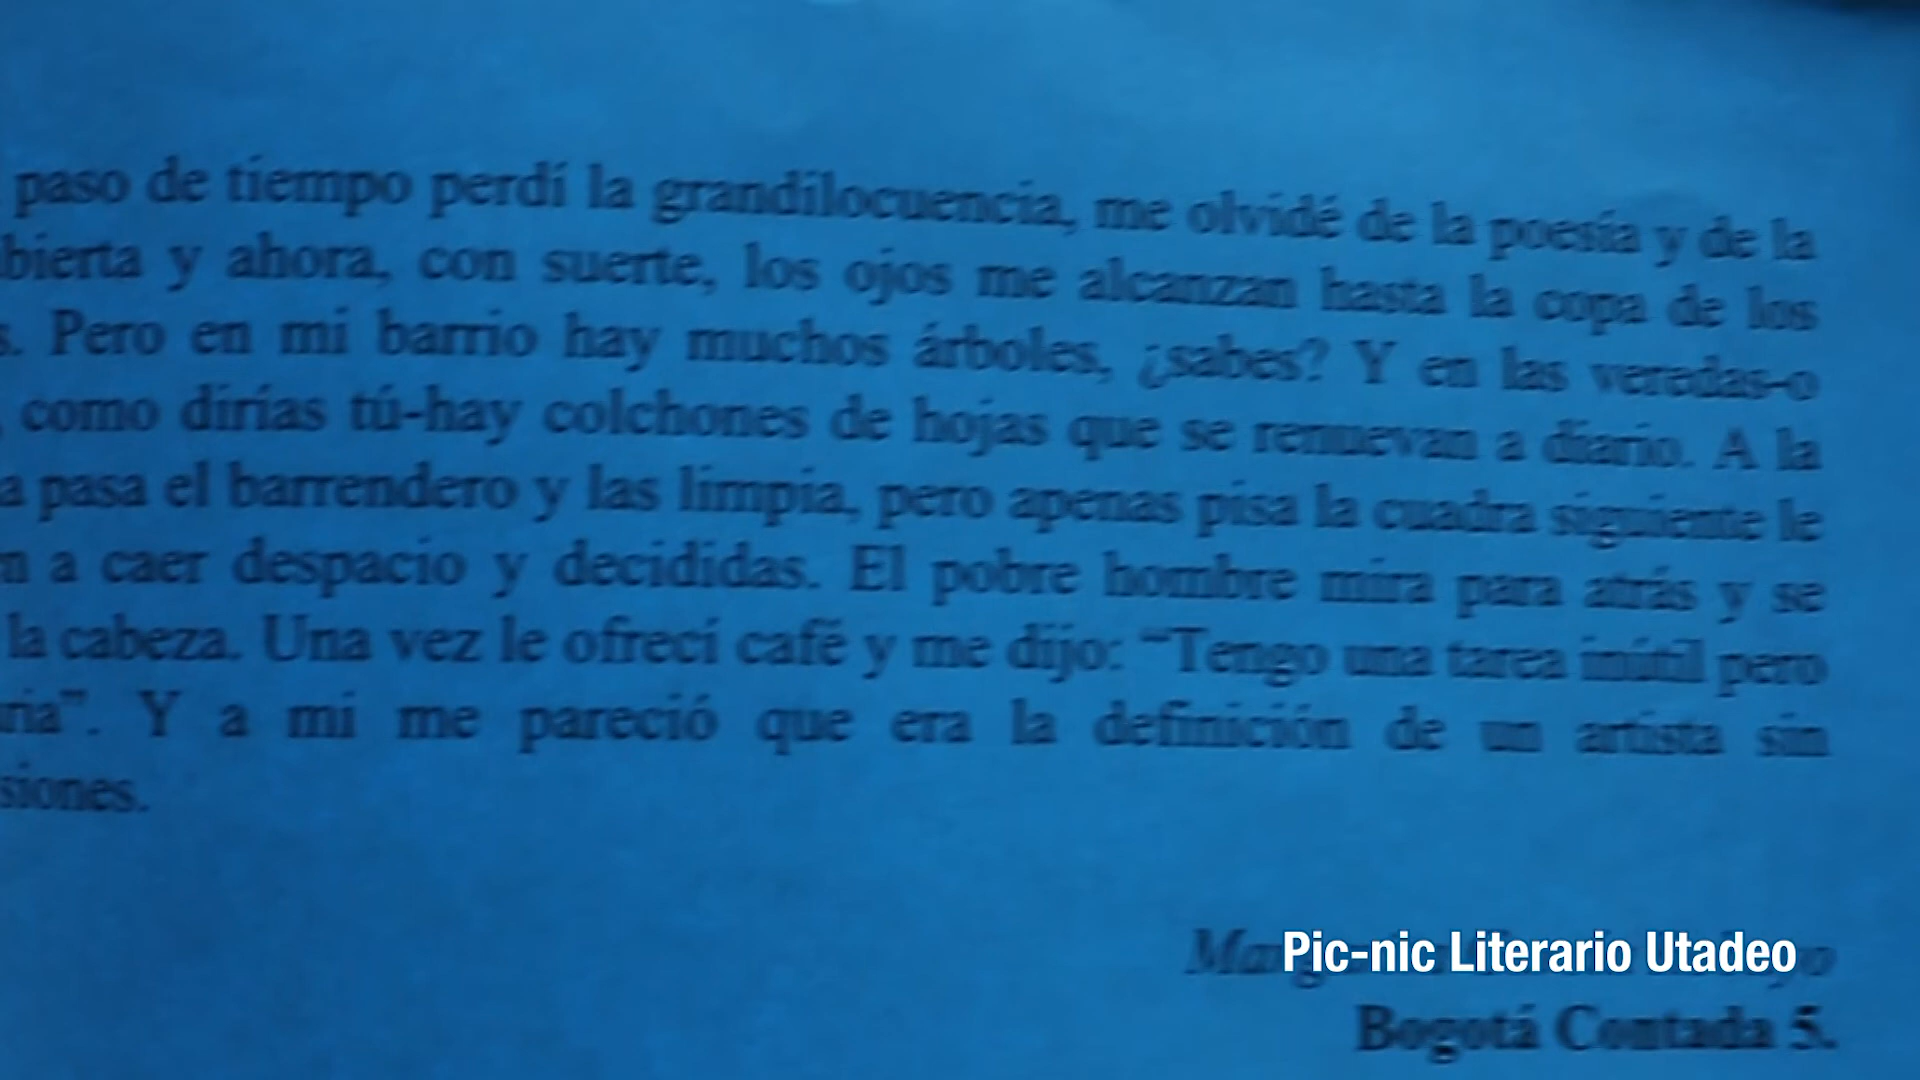 paso de tiempo perdí la grandilocuencia, me olvidé de la poesía y de la
bierta y ahora, con suerte, los ojos me alcanzan hasta la copa de los
s. Pero en mi barrio hay muchos árboles, ¿sabes? Y en las veredas-o
, como dirías tú-hay colchones de hojas que se renuevan a diario. A la
a pasa el barrendero y las limpia, pero apenas pisa la cuadra siguiente le
n a caer despacio y decididas. El pobre hombre mira para atrás y se
la cabeza. Una vez le ofrecí café y me dijo: “Tengo una tarea inútil pero
ria”. Y a mi me pareció que era la definición de un artista sin
siones.
Pic-nic Literario Utadeo
Bogotá Contada 5.